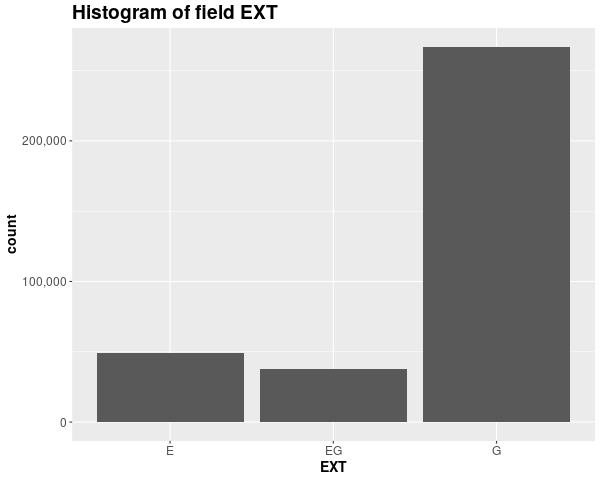 Histogram of field EXT
count
200,000
100,000
0
E
EG
G
EXT